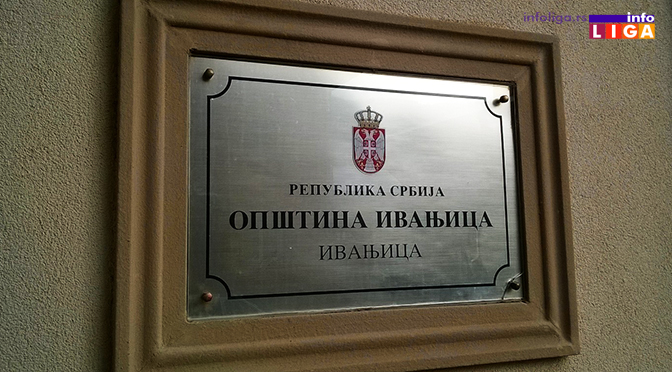 infoliga.rs
info
LIGA
РЕПУБЛИКА СРБИЈА
ОПШТИНА ИВАЊИЦА
ИВАЊИЦА